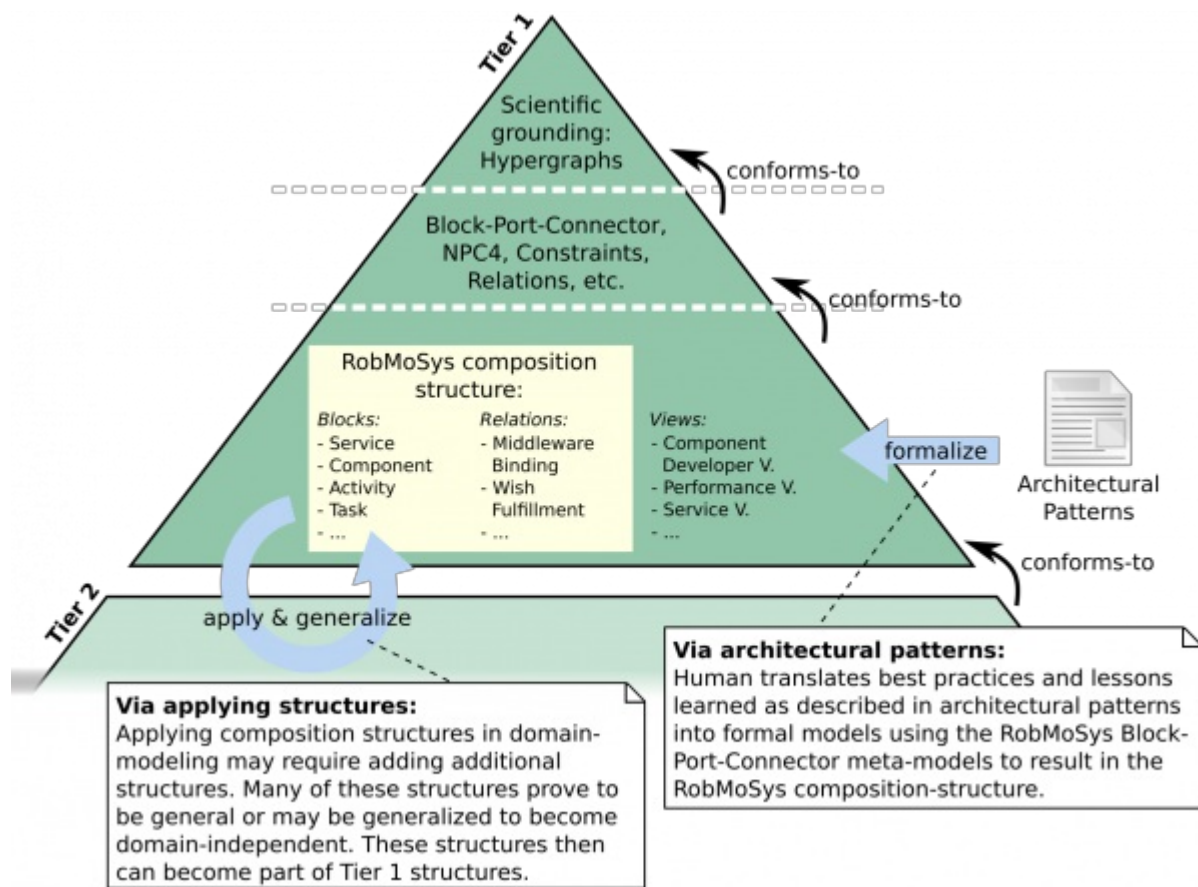 Tier 1
Scientific
grounding:
Hypergraphs
conforms-to
Block-Port-Connector,
NPC4, Constraints,
Relations, etc.
conforms-to
RobMoSys composition
structure:
Blocks:
- Service
- Component
- Activity
- Task
- ...
Relations:
- Middleware
Binding
- Wish
Fulfillment
- ...
Views:
- Component
Developer V.
- Performance V.
- Service V.
- ...
formalize
Architectural
Patterns
conforms-to
Tier 2
apply & generalize
Via applying structures:
Applying composition structures in domain-
modeling may require adding additional
structures. Many of these structures prove to
be general or may be generalized to become
domain-independent. These structures then
can become part of Tier 1 structures.
Via architectural patterns:
Human translates best practices and lessons
learned as described in architectural patterns
into formal models using the RobMoSys Block-
Port-Connector meta-models to result in the
RobMoSys composition-structure.